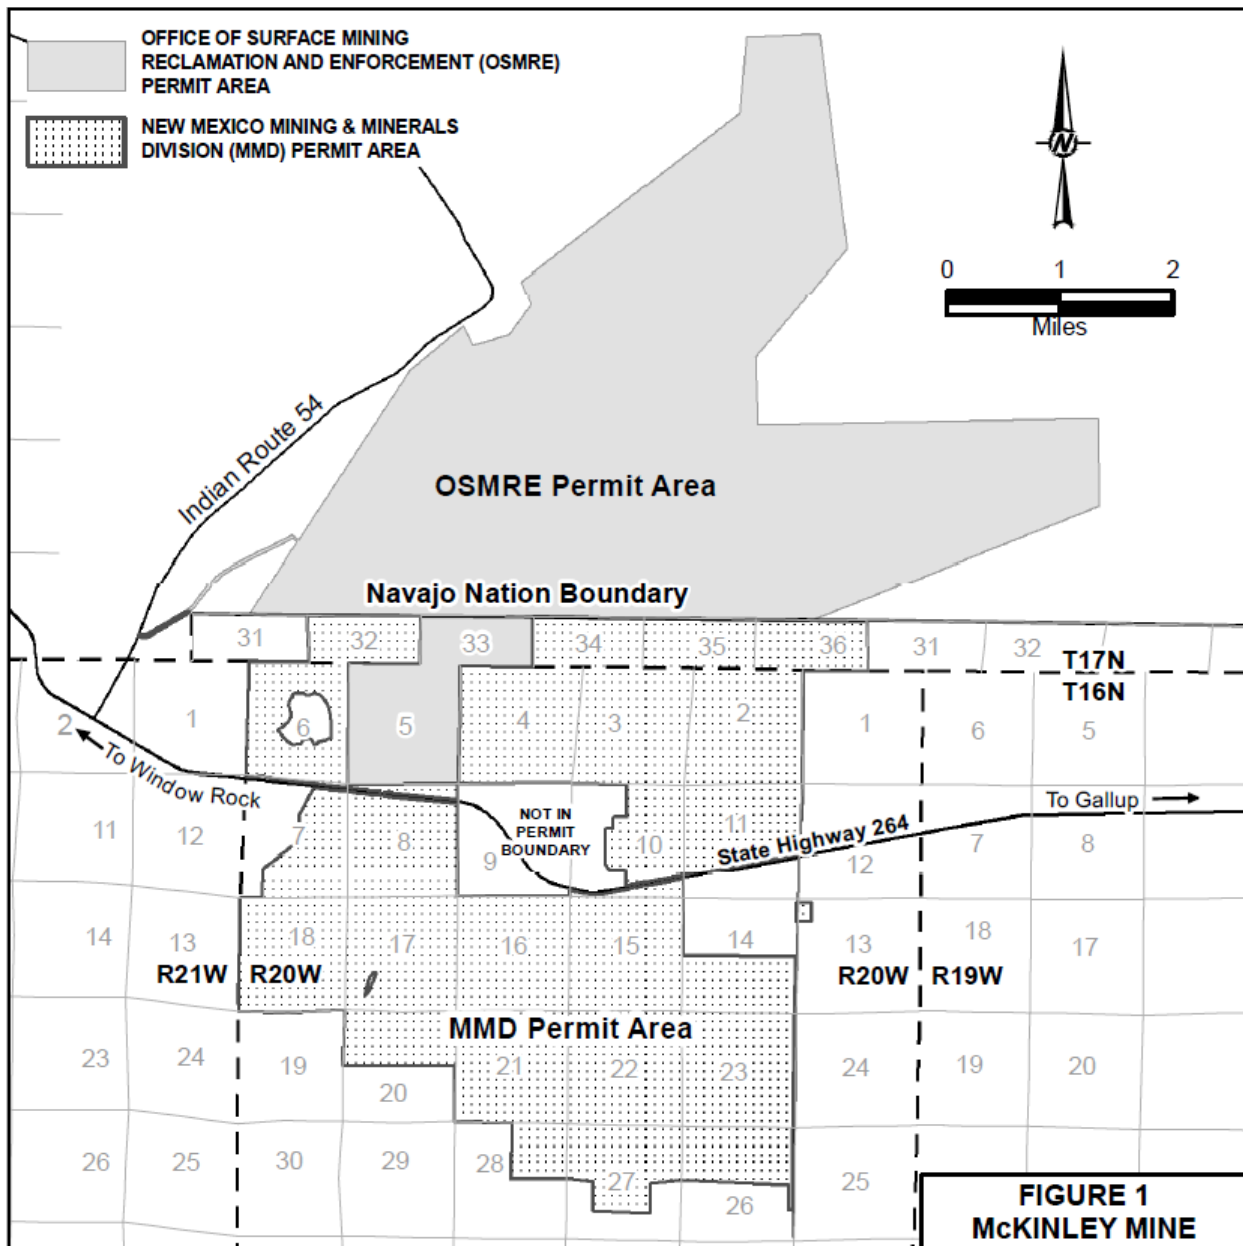 OFFICE OF SURFACE MINING
RECLAMATION AND ENFORCEMENT (OSMRE)
PERMIT AREA
NEW MEXICO MINING & MINERALS
DIVISION (MMD) PERMIT AREA
N
0 1 2
Miles
Indian Route 54
OSMRE Permit Area
Navajo Nation Boundary
31 32 33 34 35 36 31 32
T17N
T16N
2 1 6 5 4 3 2 1 6 5
To Window Rock
To Gallup
NOT IN
PERMIT
BOUNDARY
State Highway 264
11 12 7 8 9 10 11 12 7 8
14 13 18 17 16 15 14 13 18 17
R21W R20W R20W R19W
MMD Permit Area
23 24 19 20 21 22 23 24 19 20
26 25 30 29 28 27 26 25
FIGURE 1
McKINLEY MINE